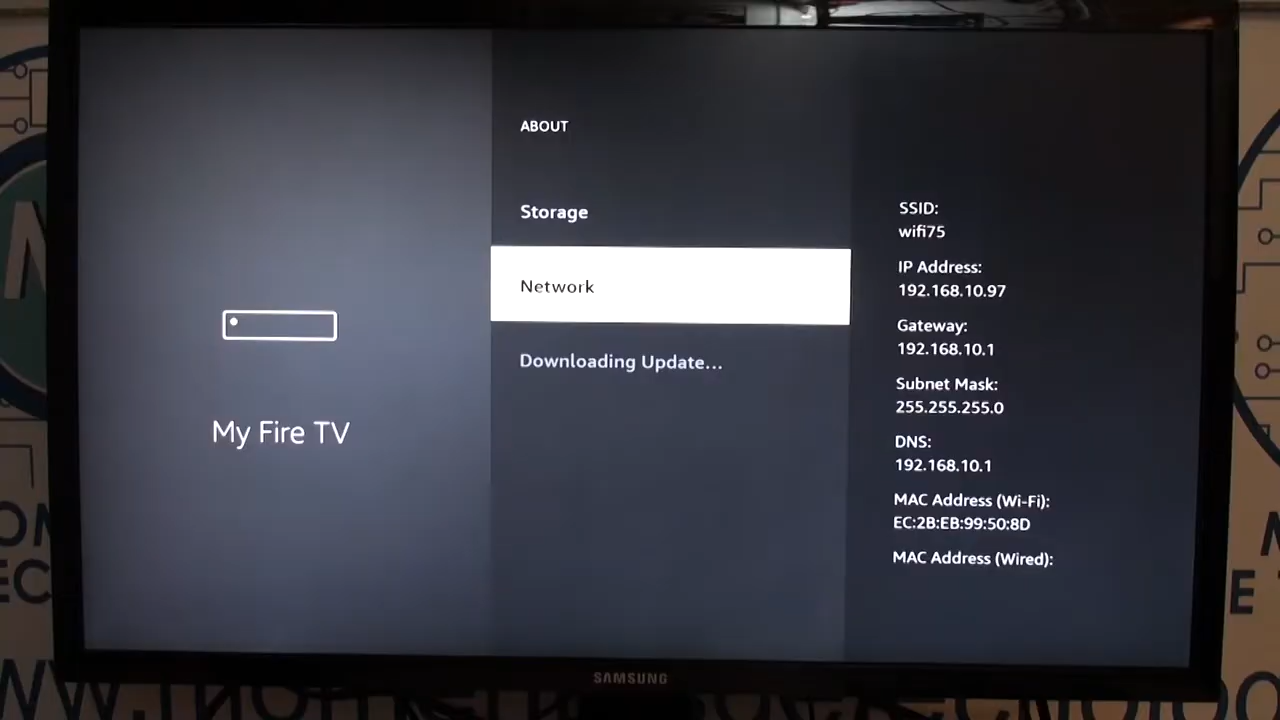 ABOUT
Storage
Network
Downloading Update...
My Fire TV
SSID:
wifi75
IP Address:
192.168.10.97
Gateway:
192.168.10.1
Subnet Mask:
255.255.255.0
DNS:
192.168.10.1
MAC Address (Wi-Fi):
EC:2B:EB:99:50:8D
MAC Address (Wired):
SAMSUNG